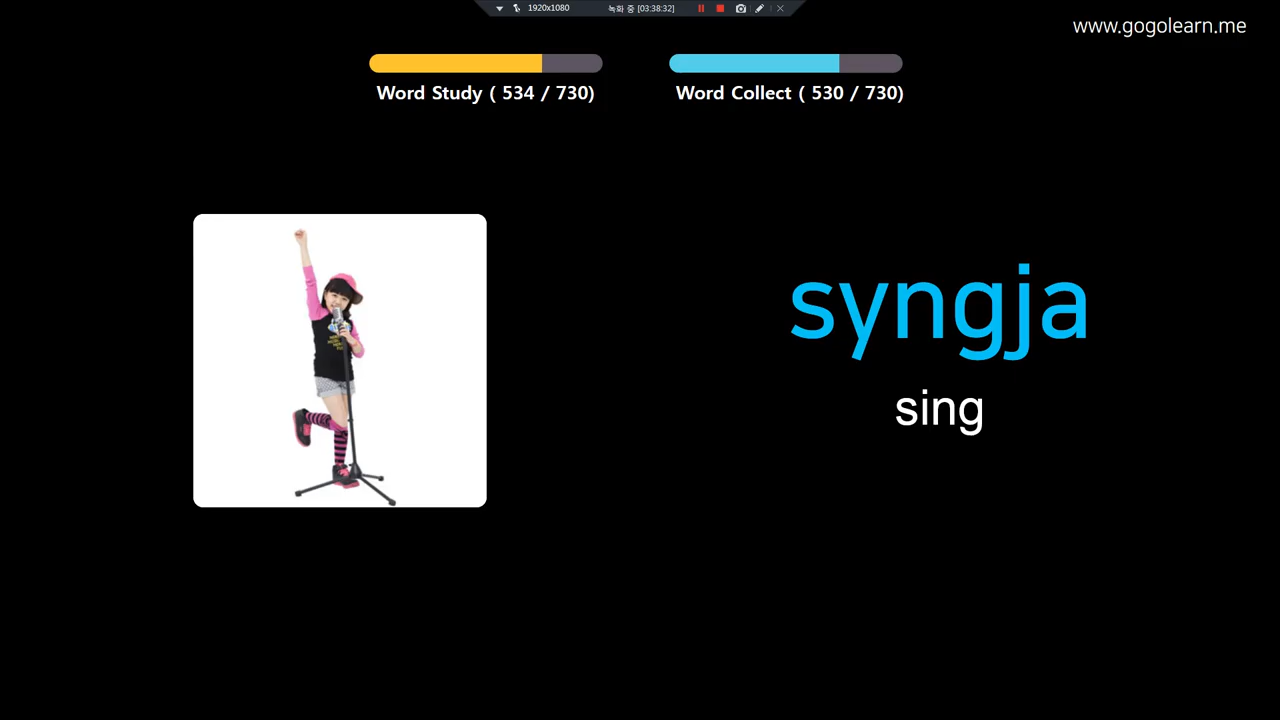 1920x1080
녹화 중 [03:38:32]
www.gogolearn.me
Word Study ( 534 / 730)
Word Collect ( 530 / 730)
syngja
sing